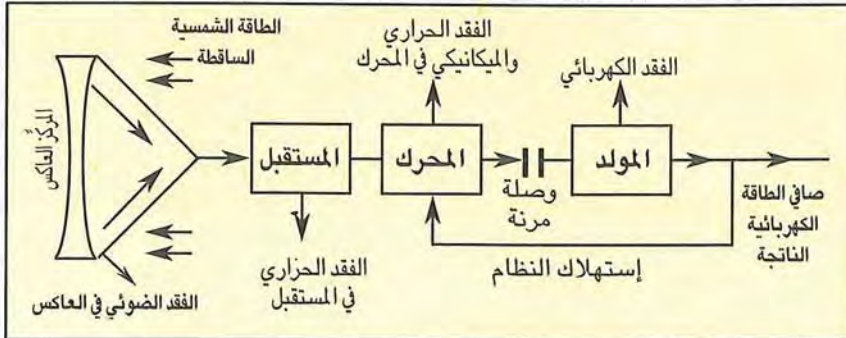 الطاقة الشمسية
الساقطة
المركز العاكس
الفقد الضوئي في العاكس
المستقبل
الفقد الحراري
في المستقبل
الفقد الحراري
والميكانيكي في المحرك
المحرك
وصلة
مرنة
الفقد الكهربائي
المولد
إستهلاك النظام
صافي الطاقة
الكهربائية
الناتجة